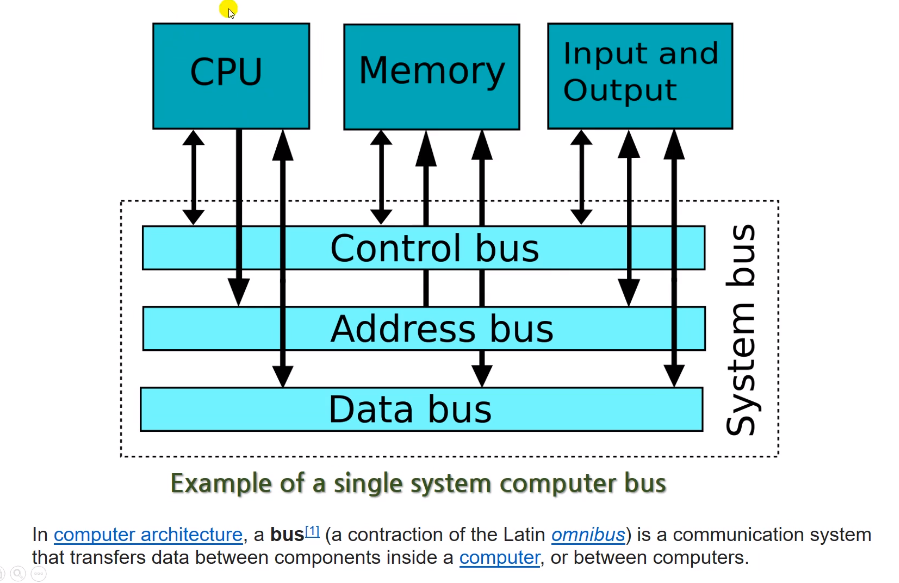 CPU
Memory
Input and
Output
Control bus
Address bus
Data bus
System bus
Example of a single system computer bus
In computer architecture, a bus[1] (a contraction of the Latin omnibus) is a communication system
that transfers data between components inside a computer, or between computers.